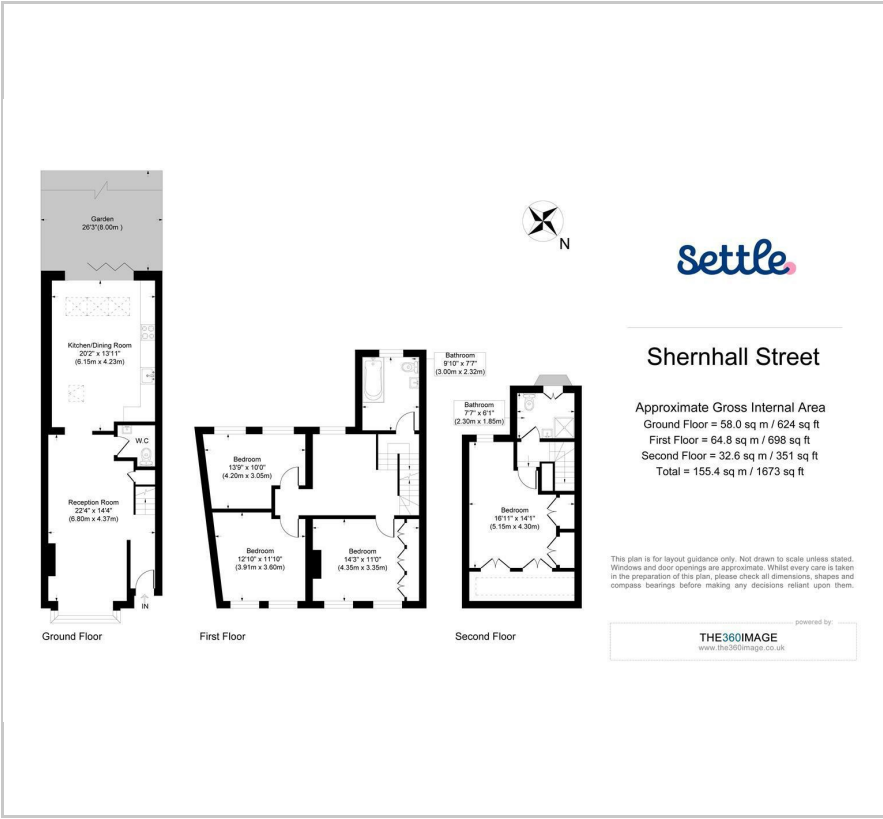 Garden
26'3"(8.00m )
Kitchen/Dining Room
20'2" x 13'11"
(6.15m x 4.23m)
W.C
Reception Room
22'4" x 14'4"
(6.80m x 4.37m)
IN
Ground Floor
Bathroom
9'10" x 7'7"
(3.00m x 2.32m)
Bedroom
13'9" x 10'0"
(4.20m x 3.05m)
Bedroom
12'10" x 11'10"
(3.91m x 3.60m)
Bedroom
14'3" x 11'0"
(4.35m x 3.35m)
First Floor
Bathroom
7'7" x 6'1"
(2.30m x 1.85m)
Bedroom
16'11" x 14'1"
(5.15m x 4.30m)
Second Floor
N
Settle
Shernhall Street
Approximate Gross Internal Area
Ground Floor = 58.0 sq m / 624 sq ft
First Floor = 64.8 sq m / 698 sq ft
Second Floor = 32.6 sq m / 351 sq ft
Total = 155.4 sq m / 1673 sq ft
This plan is for layout guidance only. Not drawn to scale unless stated.
Windows and door openings are approximate. Whilst every care is taken
in the preparation of this plan, please check all dimensions, shapes and
compass bearings before making any decisions reliant upon them.
powered by:
THE360IMAGE
www.the360image.co.uk